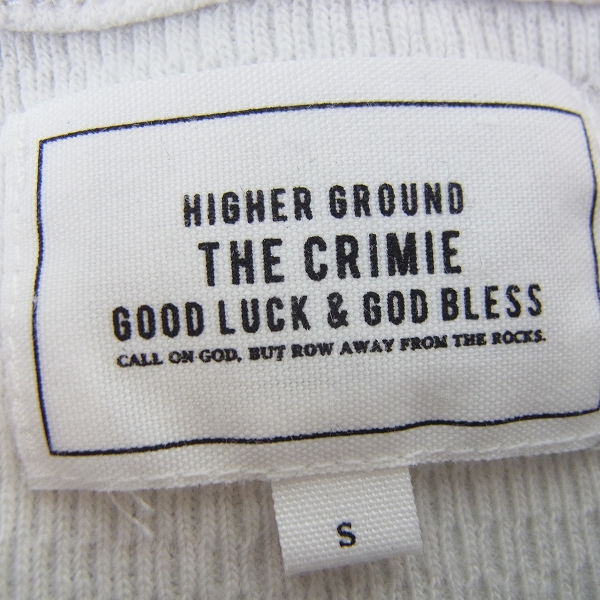 HIGHER GROUND
THE CRIMIE
GOOD LUCK & GOD BLESS
CALL ON GOD, BUT ROW AWAY FROM THE ROCKS.
S